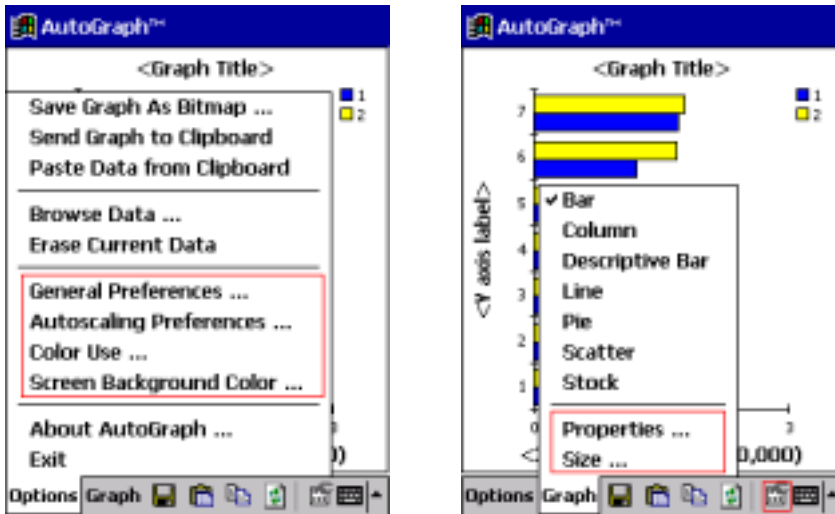 AutoGraph™
<Graph Title>
1
2
Save Graph As Bitmap ...
Send Graph to Clipboard
Paste Data from Clipboard
Browse Data ...
Erase Current Data
General Preferences ...
Autoscaling Preferences ...
Color Use ...
Screen Background Color ...
About AutoGraph ...
Exit
)
Options Graph
AutoGraph™
<Graph Title>
1
2
<Y axis label>
7
6
5
4
3
2
1
Bar
Column
Descriptive Bar
Line
Pie
Scatter
Stock
Properties ...
Size ...
0
3
<
0,000)
Options Graph